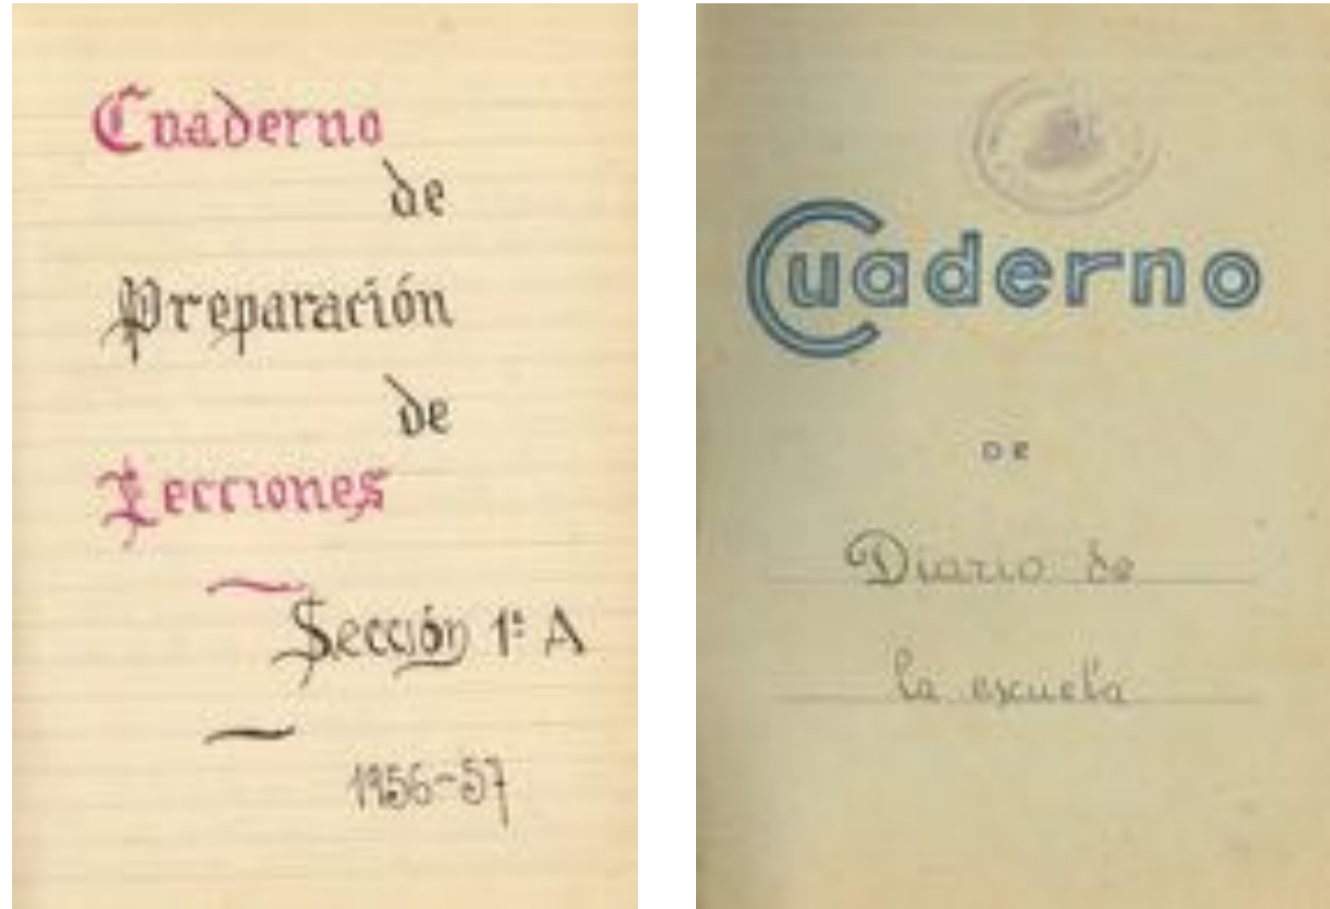 Cuaderno
de
Preparación
de
Lecciones
Sección 1ª A
1956-57
Cuaderno
DE
Diario de
la escuela